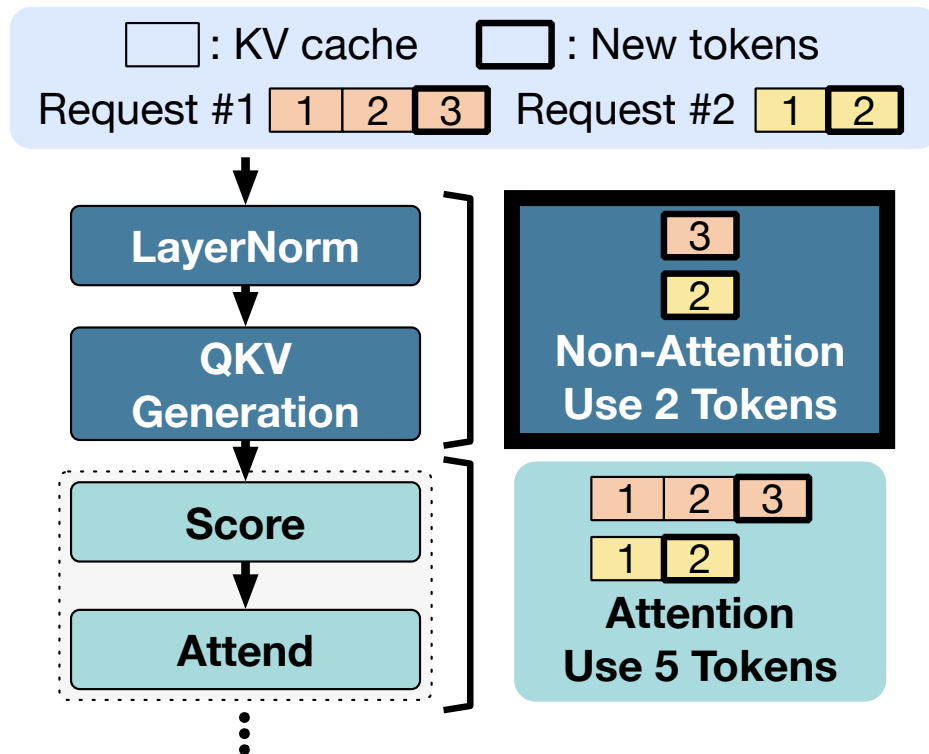 : KV cache : New tokens
Request #1 1 2 3 Request #2 1 2
LayerNorm
QKV
Generation
3
2
Non-Attention
Use 2 Tokens
Score
Attend
1 2 3
1 2
Attention
Use 5 Tokens